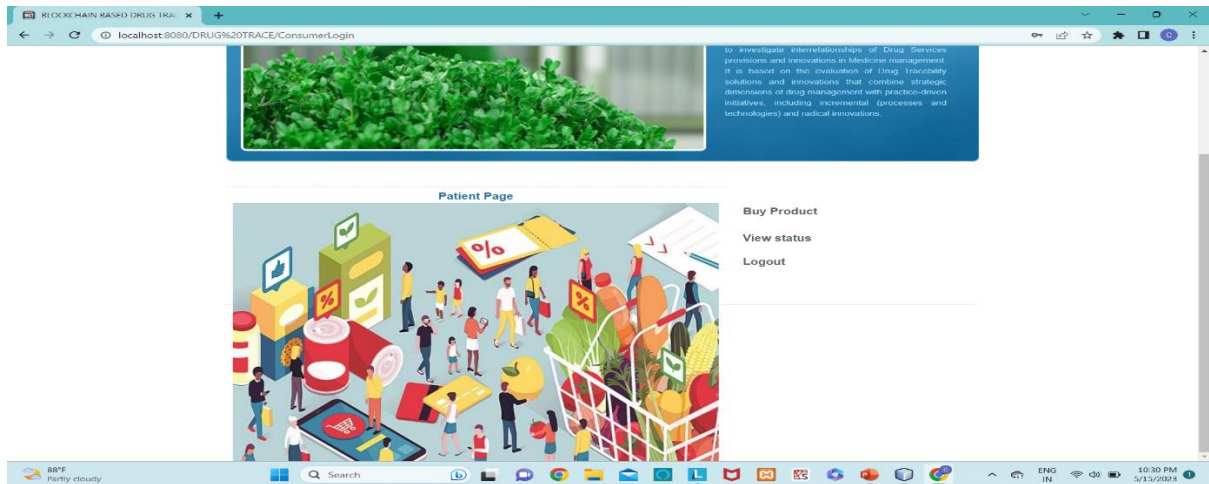 BLOCKCHAIN BASED DRUG TRAC
localhost:8080/DRUG%20TRACE/ConsumerLogin
to investigate interrelationships of Drug Services
provisions and innovations in Medicine management.
It is based on the evaluation of Drug Tracebility
solutions and innovations that combine strategic
dimensions of drug management with practice-driven
initiatives, including incremental (processes and
technologies) and radical innovations.
Patient Page
Buy Product
View status
Logout
%
%
%
88°F
Partly cloudy
Search
ENG
IN
10:30 PM
5/15/2023